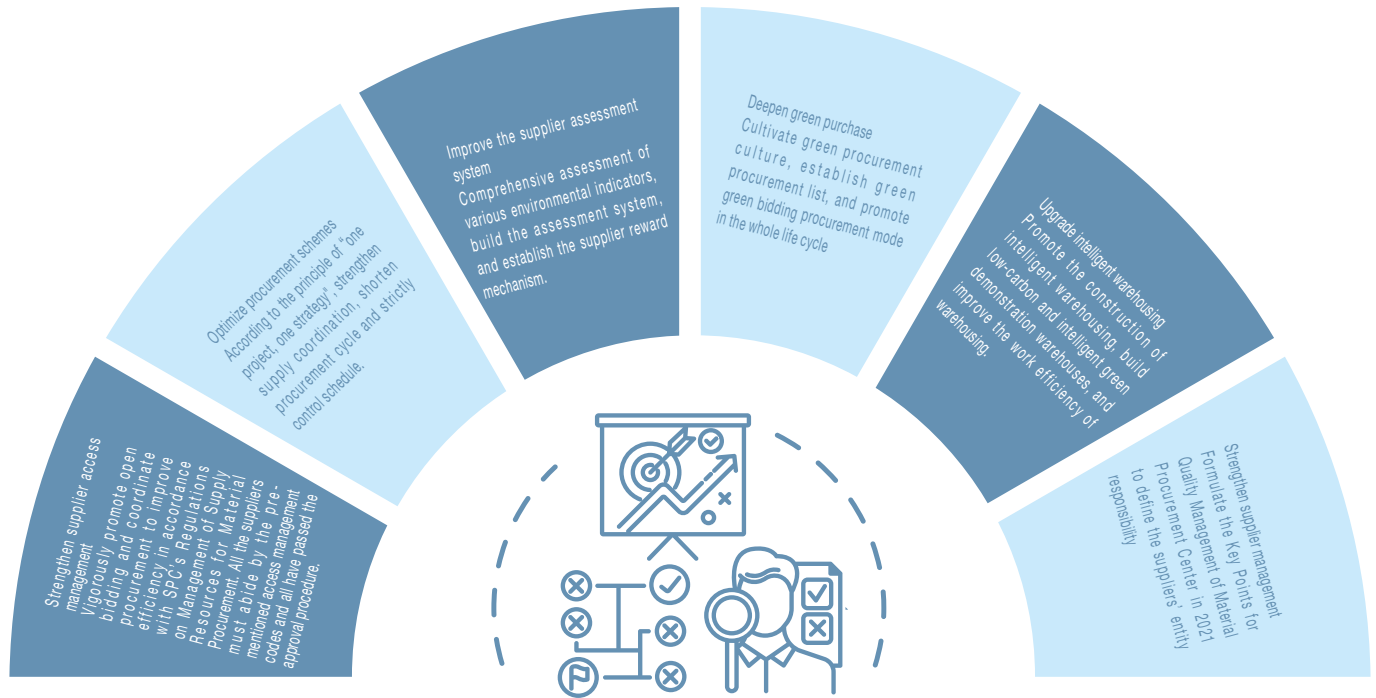 Strengthen supplier access
management
Vigorously promote open
bidding and coordinate
procurement to improve
efficiency in accordance
with SPC's Regulations
on Management of Supply
Resources for Material
Procurement. All the suppliers
must abide by the pre-
mentioned access management
codes and all have passed the
approval procedure.
Optimize procurement schemes
According to the principle of "one
project, one strategy", strengthen
supply coordination, shorten
procurement cycle and strictly
control schedule.
Improve the supplier assessment
system
Comprehensive assessment of
various environmental indicators,
build the assessment system,
and establish the supplier reward
mechanism.
Deepen green purchase
Cultivate green procurement
culture, establish green
procurement list, and promote
green bidding procurement mode
in the whole life cycle
Upgrade intelligent warehousing
Promote the construction of
intelligent warehousing, build
low-carbon and intelligent green
demonstration warehouses, and
improve the work efficiency of
warehousing.
Strengthen supplier management
Formulate the Key Points for
Quality Management of Material
Procurement Center in 2021
to define the suppliers' entity
responsibility